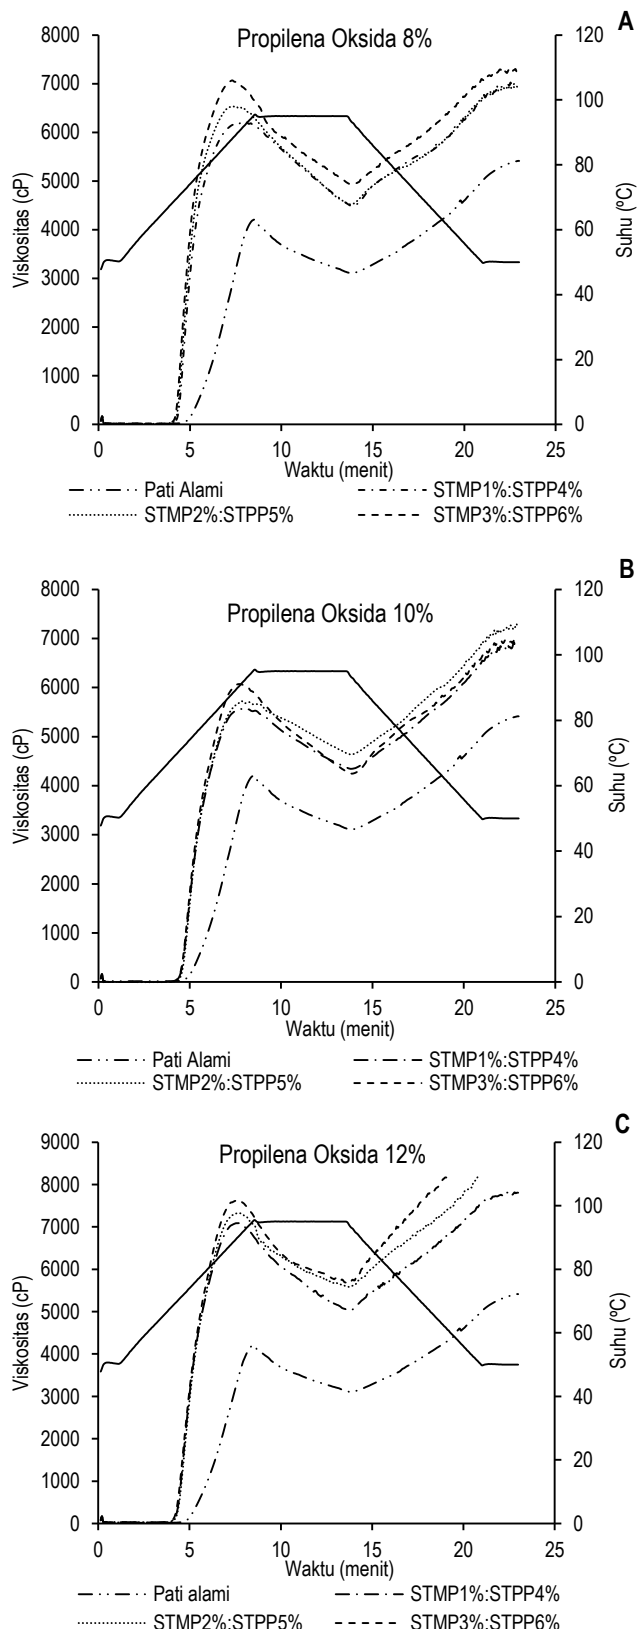 A
Propilena Oksida 8%
8000 120
7000 100
6000
5000 80
4000 60
3000 40
2000
1000 20
0 0
Viskositas (cP)
Suhu (ºC)
0 5 10 15 20 25
Waktu (menit)
Pati Alami STMP1%:STPP4%
STMP2%:STPP5% STMP3%:STPP6%
B
Propilena Oksida 10%
8000 120
7000 100
6000
5000 80
4000 60
3000 40
2000
1000 20
0 0
Viskositas (cP)
Suhu (ºC)
0 5 10 15 20 25
Waktu (menit)
Pati Alami STMP1%:STPP4%
STMP2%:STPP5% STMP3%:STPP6%
C
Propilena Oksida 12%
9000 120
8000 100
7000
6000 80
5000 60
4000
3000 40
2000 20
1000
0 0
Viskositas (cP)
Suhu (ºC)
0 5 10 15 20 25
Waktu (menit)
Pati alami STMP1%:STPP4%
STMP2%:STPP5% STMP3%:STPP6%